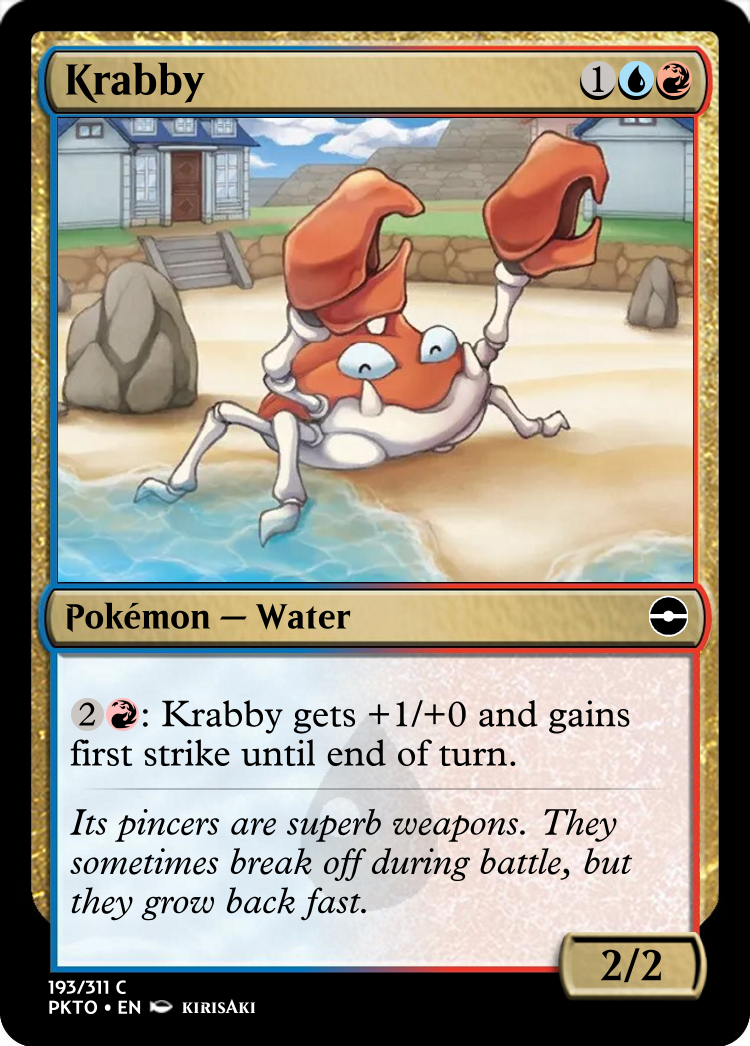 Krabby 1
Pokémon — Water
2: Krabby gets +1/+0 and gains
first strike until end of turn.
Its pincers are superb weapons. They
sometimes break off during battle, but
they grow back fast.
2/2
193/311 C
PKTO • EN KIRISAKI